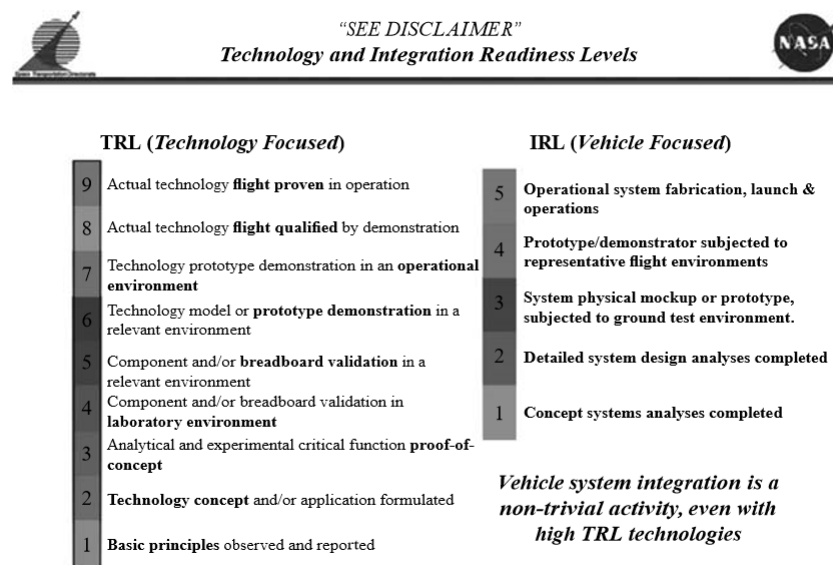 "SEE DISCLAIMER"
Technology and Integration Readiness Levels
Space Transportation Directorate
NASA
TRL (Technology Focused)
9 Actual technology flight proven in operation
8 Actual technology flight qualified by demonstration
7 Technology prototype demonstration in an operational
environment
6 Technology model or prototype demonstration in a
relevant environment
5 Component and/or breadboard validation in a
relevant environment
4 Component and/or breadboard validation in
laboratory environment
3 Analytical and experimental critical function proof-of-
concept
2 Technology concept and/or application formulated
1 Basic principles observed and reported
IRL (Vehicle Focused)
5 Operational system fabrication, launch &
operations
4 Prototype/demonstrator subjected to
representative flight environments
3 System physical mockup or prototype,
subjected to ground test environment.
2 Detailed system design analyses completed
1 Concept systems analyses completed
Vehicle system integration is a
non-trivial activity, even with
high TRL technologies